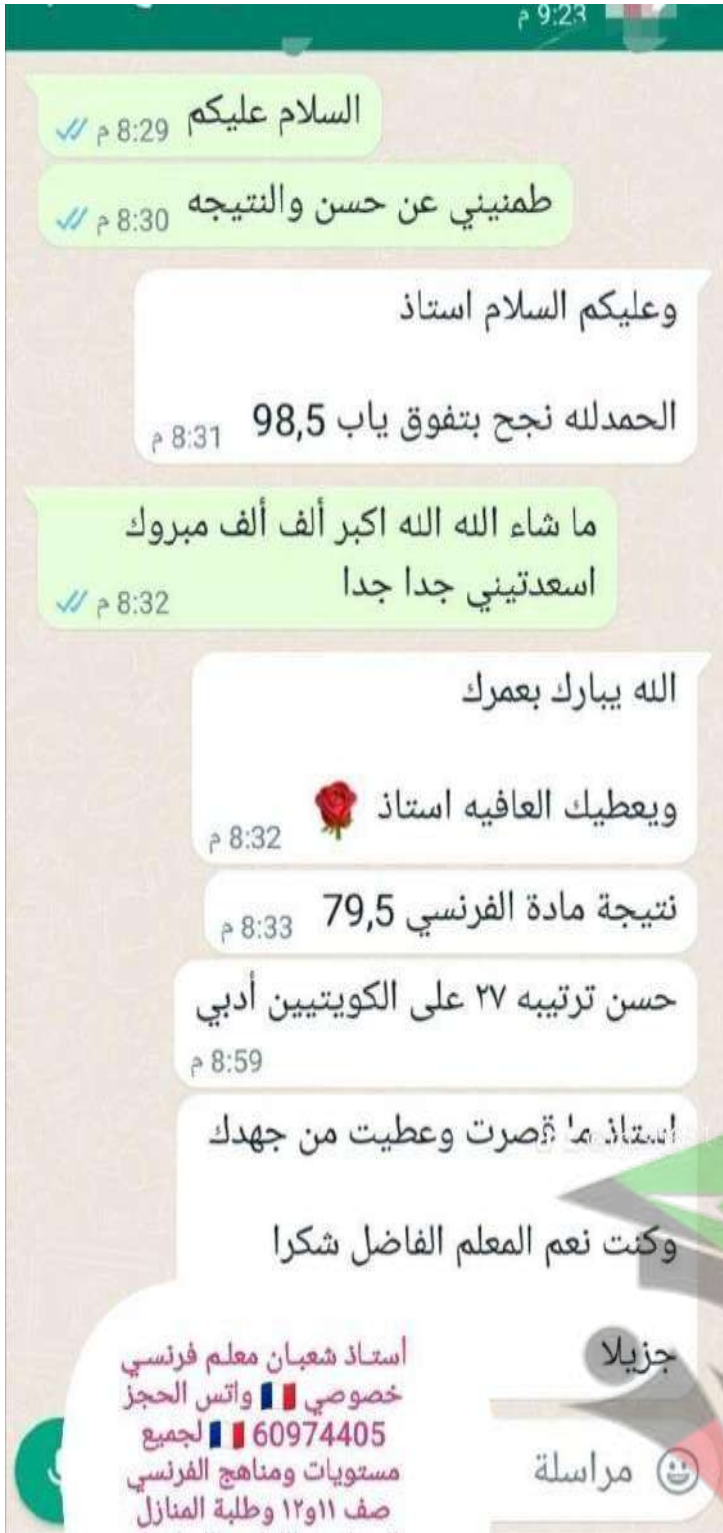 9:23 م
السلام عليكم
8:29 م
طمنيني عن حسن والنتيجه
8:30 م
وعليكم السلام استاذ
الحمدلله نجح بتفوق ياب 98,5
8:31 م
ما شاء الله الله اكبر ألف ألف مبروك
اسعدتيني جدا جدا
8:32 م
الله يبارك بعمرك
ويعطيك العافيه استاذ 🌹
8:32 م
نتيجة مادة الفرنسي 79,5
8:33 م
حسن ترتيبه ٢٧ على الكويتيين أدبي
8:59 م
استاذ ما قصرت وعطيت من جهدك
وكنت نعم المعلم الفاضل شكرا
جزيلا
مراسلة
أستاذ شعبان معلم فرنسي
خصوصي 🇫🇷 واتس الحجز
60974405 🇫🇷 لجميع
مستويات ومناهج الفرنسي
صف ١١و١٢ وطلبة المنازل